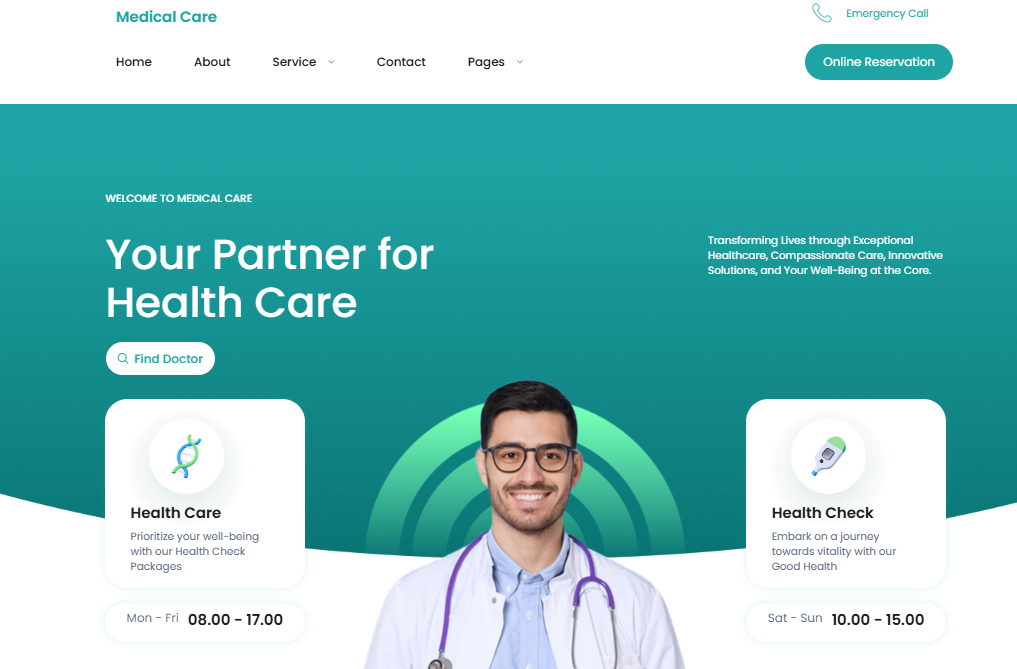 Medical Care
Emergency Call
Home
About
Service
Contact
Pages
Online Reservation
WELCOME TO MEDICAL CARE
Your Partner for
Health Care
Transforming Lives through Exceptional
Healthcare, Compassionate Care, Innovative
Solutions, and Your Well-Being at the Core.
Find Doctor
Health Care
Prioritize your well-being
with our Health Check
Packages
Mon - Fri 08.00 - 17.00
Health Check
Embark on a journey
towards vitality with our
Good Health
Sat - Sun 10.00 - 15.00